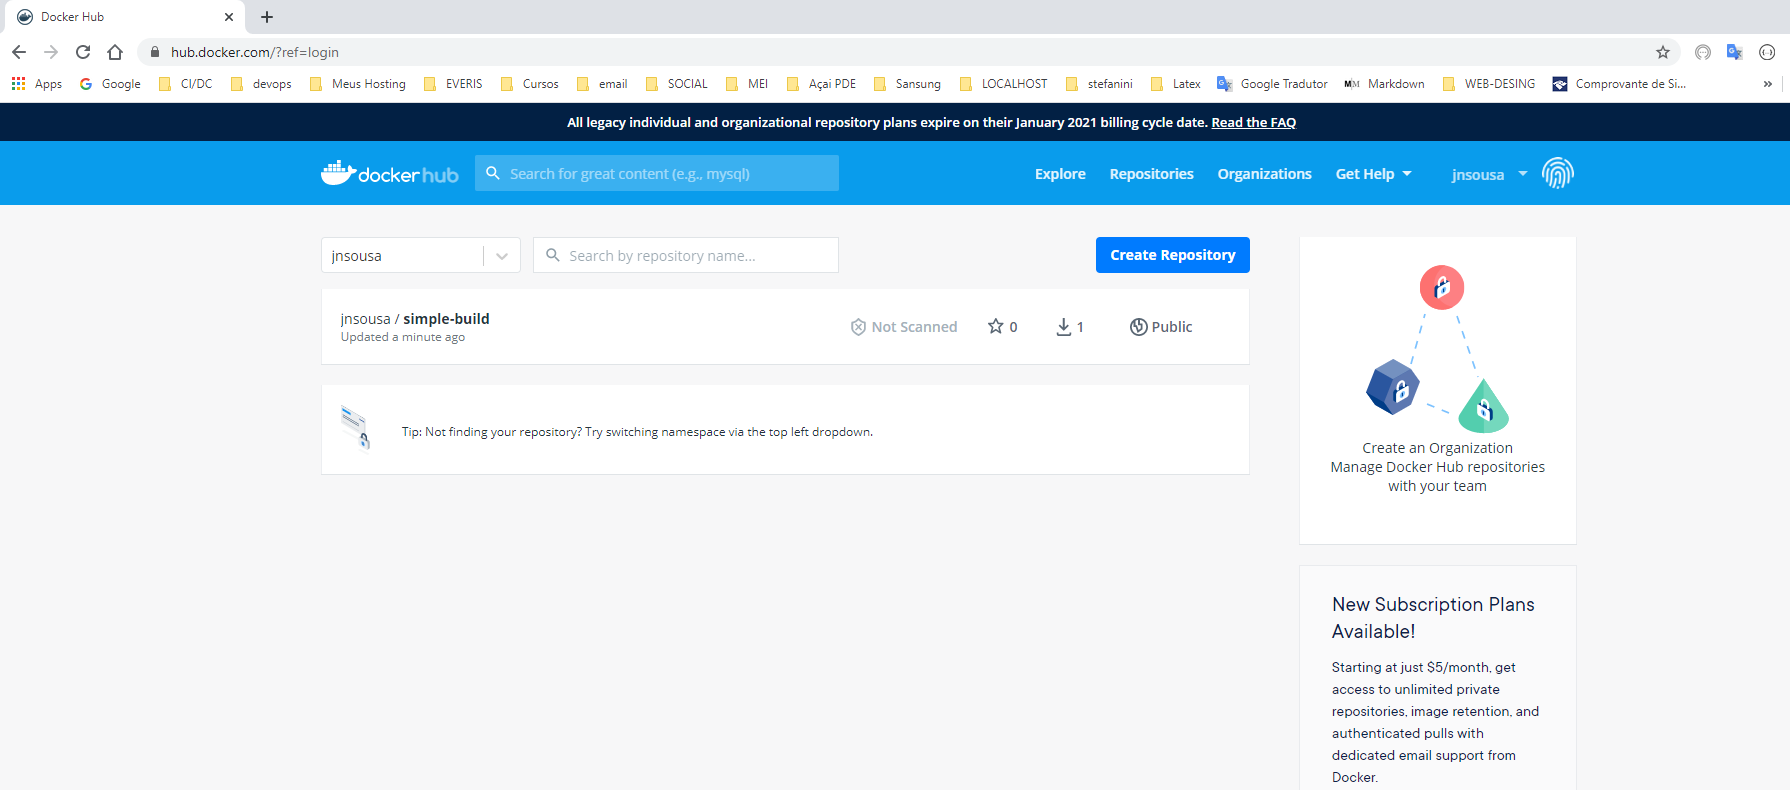 Docker Hub
hub.docker.com/?ref=login
Apps Google CI/DC devops Meus Hosting EVERIS Cursos email SOCIAL MEI Açai PDE Sansung LOCALHOST stefanini Latex Google Tradutor Markdown WEB-DESING Comprovante de Si... »
All legacy individual and organizational repository plans expire on their January 2021 billing cycle date. Read the FAQ
docker hub Search for great content (e.g., mysql) Explore Repositories Organizations Get Help jnsousa
jnsousa Search by repository name... Create Repository
jnsousa / simple-build
Updated a minute ago
Not Scanned 0 1 Public
Tip: Not finding your repository? Try switching namespace via the top left dropdown.
Create an Organization
Manage Docker Hub repositories
with your team
New Subscription Plans
Available!
Starting at just $5/month, get
access to unlimited private
repositories, image retention, and
authenticated pulls with
dedicated email support from
Docker.